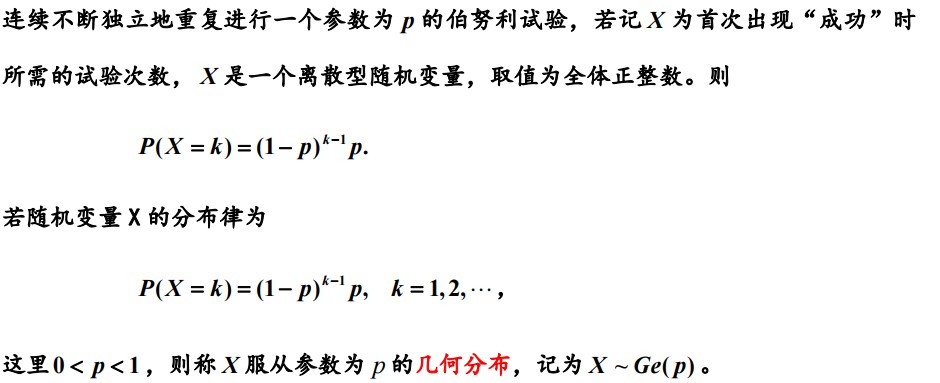 连续不断独立地重复进行一个参数为 p 的伯努利试验，若记 X 为首次出现“成功”时
所需的试验次数， X 是一个离散型随机变量，取值为全体正整数。则
P(X = k) = (1 − p)^{k−1} p.
若随机变量 X 的分布律为
P(X = k) = (1 − p)^{k−1} p, k = 1, 2, ⋯ ,
这里 0 < p < 1，则称 X 服从参数为 p 的几何分布，记为 X ~ Ge(p) 。